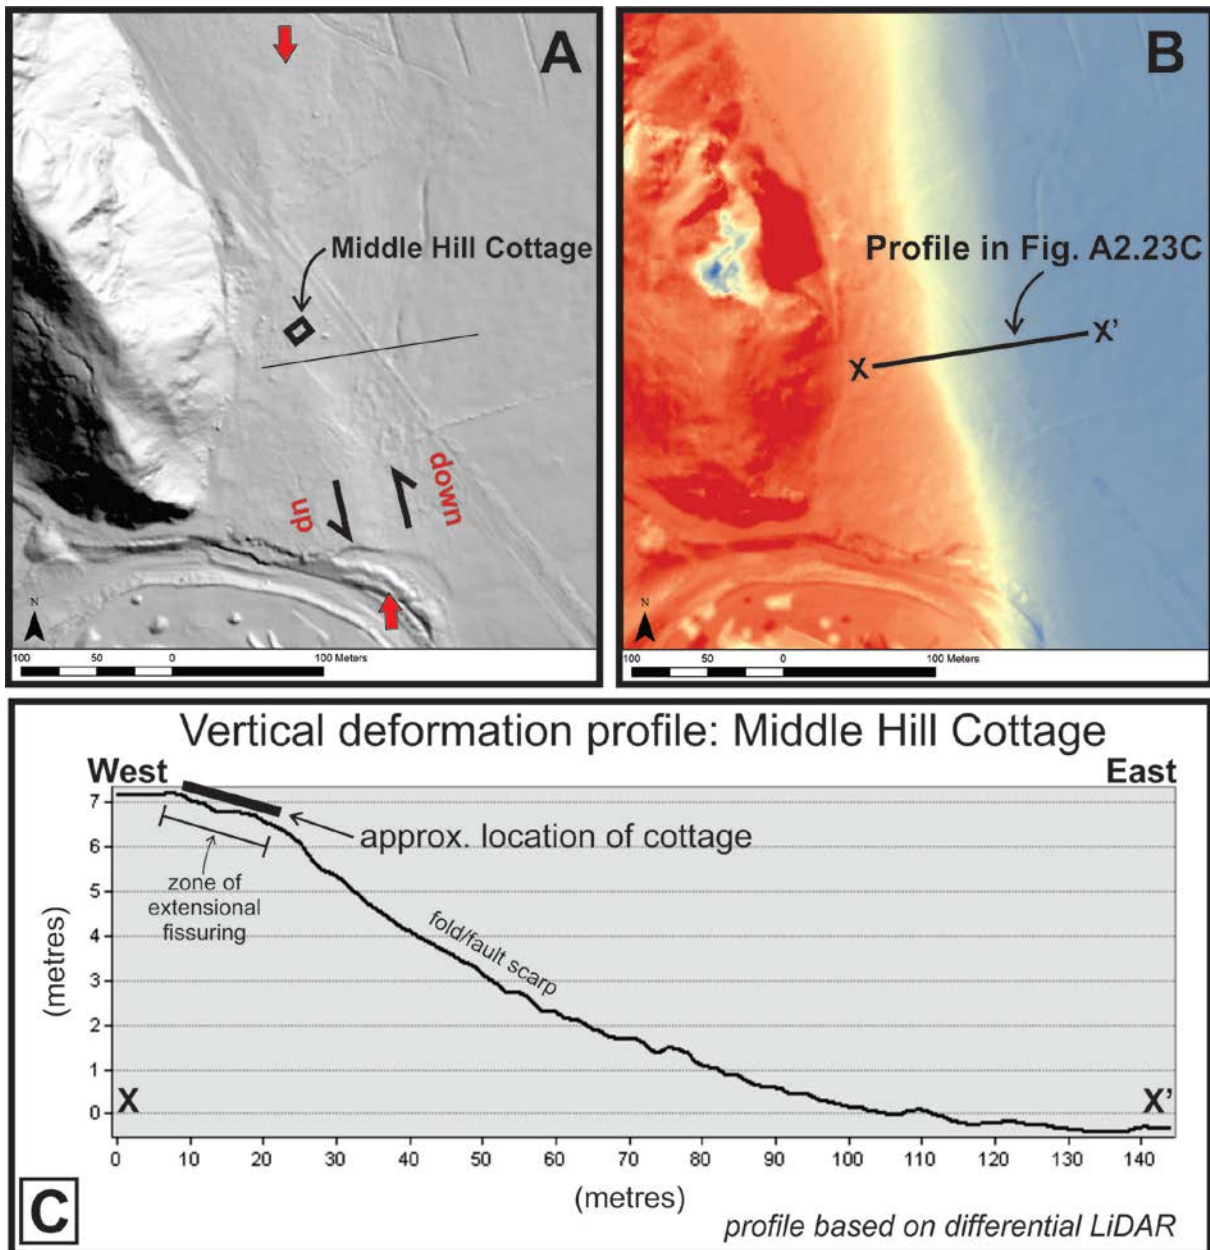 A
Middle Hill Cottage
up
down
N
100 50 0 100 Meters
B
Profile in Fig. A2.23C
X X'
N
100 50 0 100 Meters
Vertical deformation profile: Middle Hill Cottage
West East
approx. location of cottage
zone of
extensional
fissuring
fold/fault scarp
(metres)
7
6
5
4
3
2
1
0
X X'
0 10 20 30 40 50 60 70 80 90 100 110 120 130 140
(metres)
C
profile based on differential LiDAR